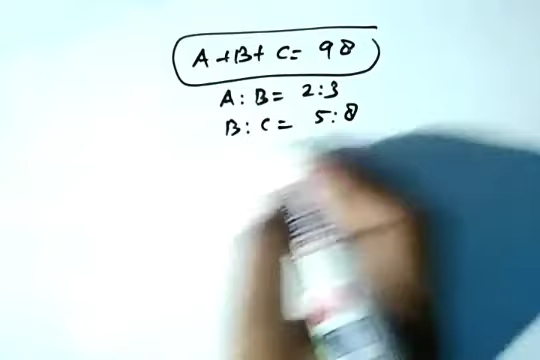 A+B+ C= 98
A: B= 2:3
B: C= 5:8